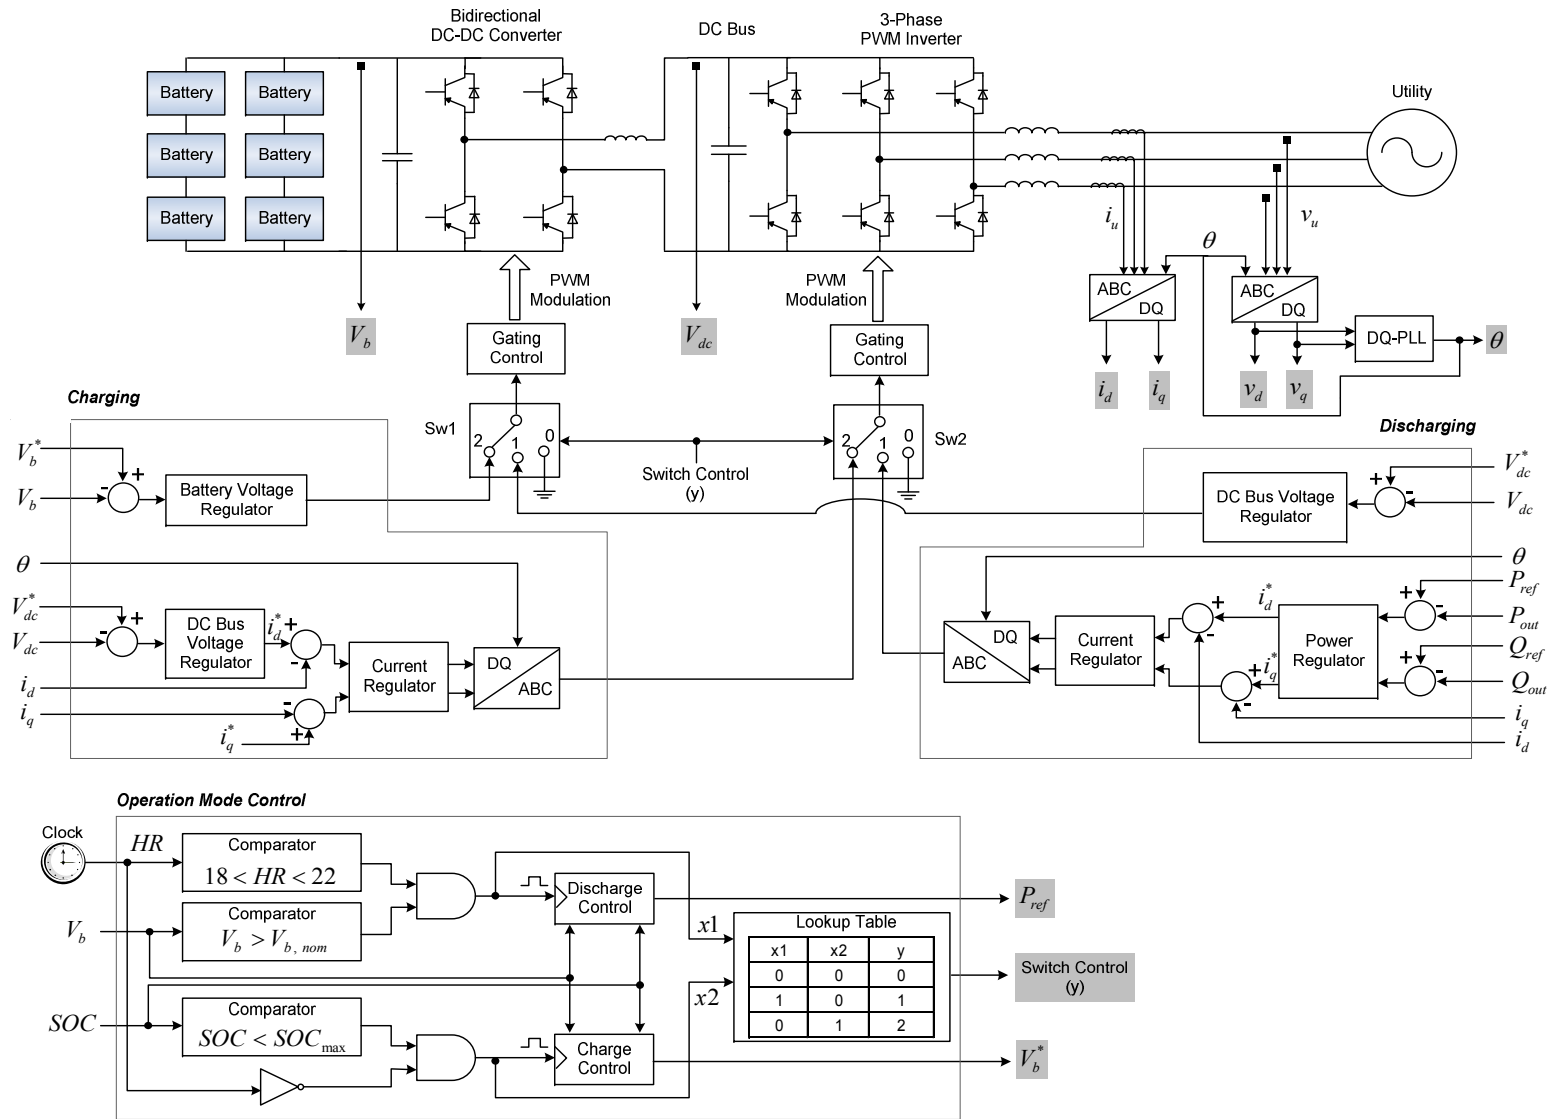 Bidirectional
DC-DC Converter
DC Bus
3-Phase
PWM Inverter
Utility
Battery
Battery
Battery
Battery
Battery
Battery
PWM
Modulation
PWM
Modulation
i_u
v_u
θ
ABC
DQ
ABC
DQ
DQ-PLL
θ
V_b
V_dc
Gating
Control
Gating
Control
i_d
i_q
v_d
v_q
Charging
Discharging
Sw1
2
1
0
Switch Control
(y)
2
1
0
Sw2
V_b^*
V_b
+
-
Battery Voltage
Regulator
DC Bus Voltage
Regulator
+
-
V_dc^*
V_dc
θ
V_dc^*
V_dc
+
-
DC Bus
Voltage
Regulator
i_d^*
+
-
i_d
i_q
-
+
i_q^*
Current
Regulator
DQ
ABC
θ
P_ref
P_out
Q_ref
Q_out
i_q
i_d
+
-
+
-
Power
Regulator
i_d^*
i_q^*
+
-
+
-
Current
Regulator
DQ
ABC
Operation Mode Control
Clock
HR
Comparator
18 < HR < 22
V_b
Comparator
V_b > V_b, nom
SOC
Comparator
SOC < SOC_max
Discharge
Control
Charge
Control
x1
x2
Lookup Table
x1 x2 y
0 0 0
1 0 1
0 1 2
P_ref
Switch Control
(y)
V_b^*